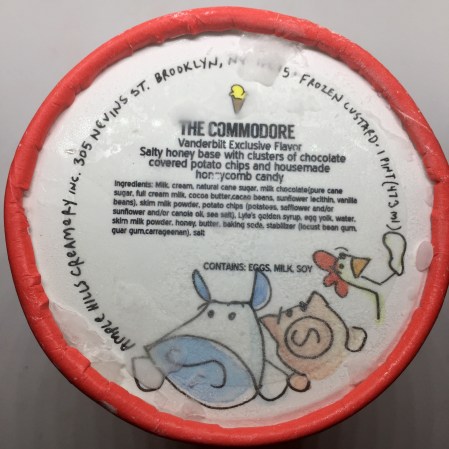 AMPLE HILLS CREAMERY INC. 305 NEVINS ST. BROOKLYN, NY FROZEN CUSTARD. 1 PINT (473 ml)
THE COMMODORE
Vanderbilt Exclusive Flavor
Salty honey base with clusters of chocolate
covered potato chips and housemade
honeycomb candy
Ingredients: Milk, cream, natural cane sugar, milk chocolate(pure cane
sugar, full cream milk, cocoa butter,cacao beans, sunflower lecithin, vanilla
beans), skim milk powder, potato chips (potatoes, safflower and/or
sunflower and/or canola oil, sea salt), Lyle's golden syrup, egg yolk, water,
skim milk powder, honey, butter, baking soda, stabilizer (locust bean gum,
guar gum,carrageenan), salt
CONTAINS: EGGS, MILK, SOY